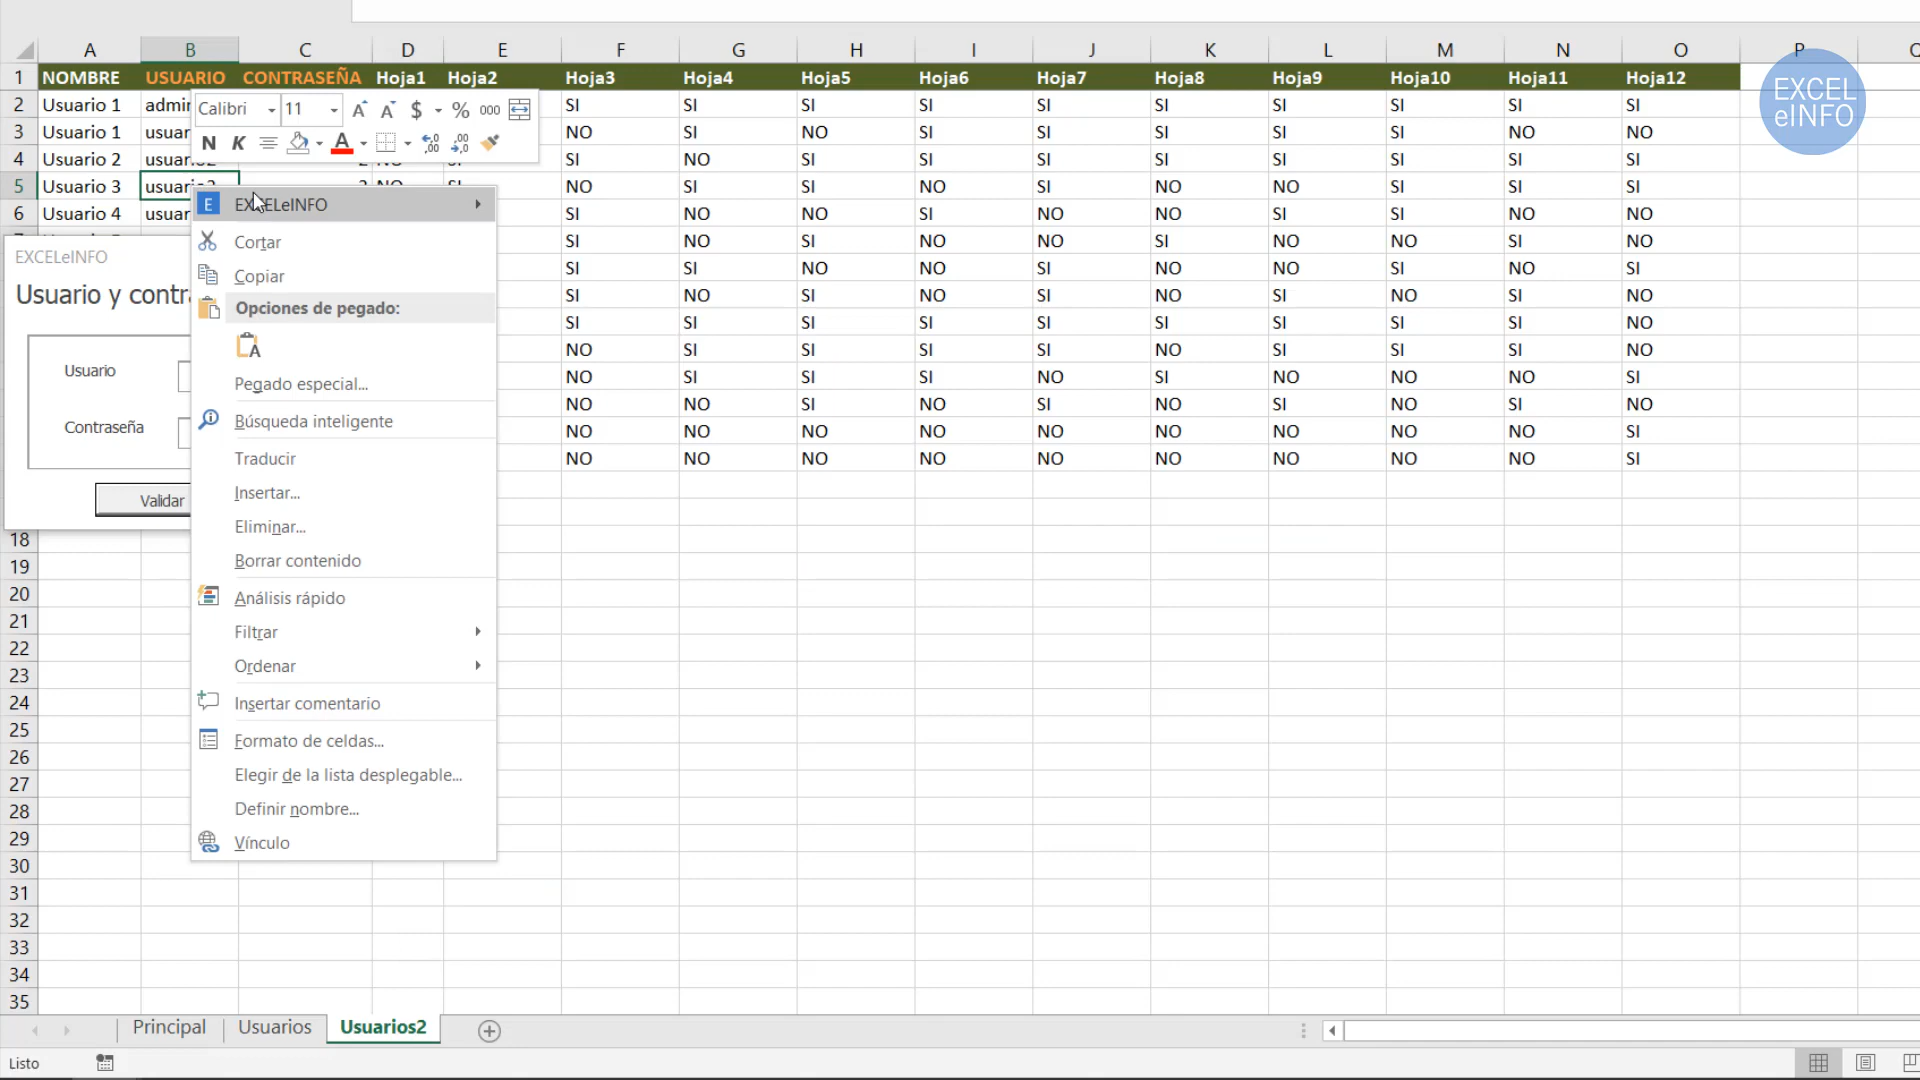 A B C D E F G H I J K L M N O P
1 NOMBRE USUARIO CONTRASEÑA Hoja1 Hoja2 Hoja3 Hoja4 Hoja5 Hoja6 Hoja7 Hoja8 Hoja9 Hoja10 Hoja11 Hoja12
EXCEL
eINFO
2 Usuario 1 SI SI SI SI SI SI SI SI SI SI
Calibri 11 A A $ % 000
3 Usuario 1 NO SI NO SI SI SI SI SI NO NO
N K A
4 Usuario 2 SI NO SI SI SI SI SI SI SI SI
5 Usuario 3 NO SI SI NO SI NO NO SI SI SI
E EXCELeINFO
6 Usuario 4 SI NO NO SI NO NO SI SI NO NO
SI NO SI NO NO SI NO NO SI NO
Cortar
EXCELeINFO
SI SI NO NO SI NO NO SI NO SI
Copiar
Usuario y contr
SI NO SI NO SI NO SI NO SI NO
Opciones de pegado:
SI SI SI SI SI SI SI SI SI NO
NO SI SI SI SI NO SI SI SI NO
Usuario
NO SI SI SI NO SI NO NO NO SI
Pegado especial...
NO NO SI NO SI NO SI NO SI NO
Búsqueda inteligente
Contraseña
NO NO NO NO NO NO NO NO NO SI
NO NO NO NO NO NO NO NO NO SI
Traducir
Insertar...
Validar
Eliminar...
18
Borrar contenido
19
20
Análisis rápido
21
Filtrar
22
Ordenar
23
24
Insertar comentario
25
Formato de celdas...
26
Elegir de la lista desplegable...
27
Definir nombre...
28
29
Vínculo
30
31
32
33
34
35
Principal Usuarios Usuarios2
Listo